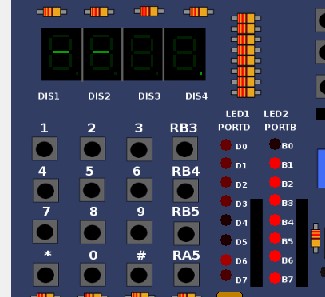 DIS1 DIS2 DIS3 DIS4
LED1 LED2
PORTD PORTB
1 2 3 RB3
4 5 6 RB4
7 8 9 RB5
* 0 # RA5
D0 B0
D1 B1
D2 B2
D3 B3
D4 B4
D5 B5
D6 B6
D7 B7